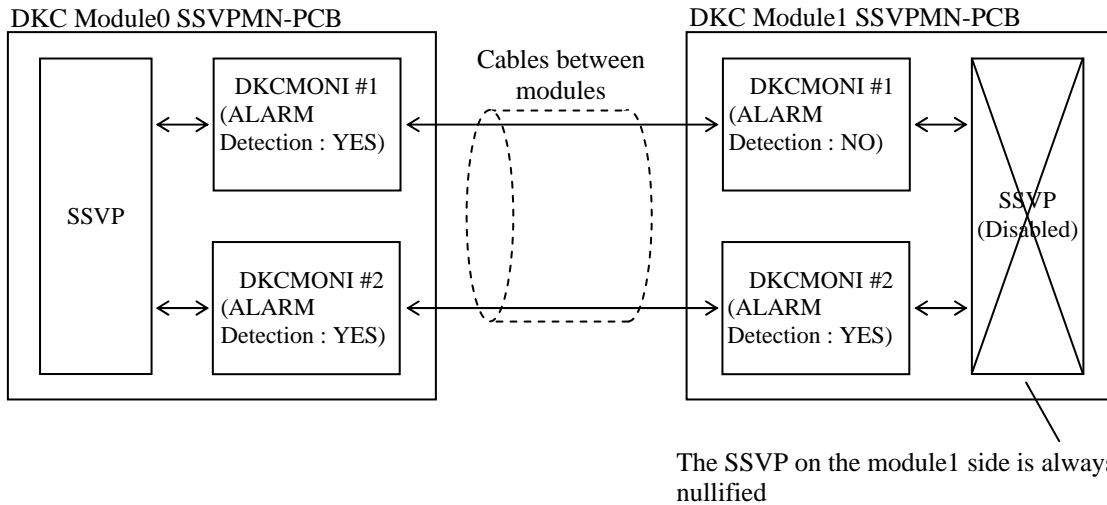 DKC Module0 SSVPMN-PCB
DKC Module1 SSVPMN-PCB
SSVP
DKCMONI #1
(ALARM
Detection : YES)
DKCMONI #2
(ALARM
Detection : YES)
Cables between
modules
DKCMONI #1
(ALARM
Detection : NO)
DKCMONI #2
(ALARM
Detection : YES)
SSVP
(Disabled)
The SSVP on the module1 side is always
nullified